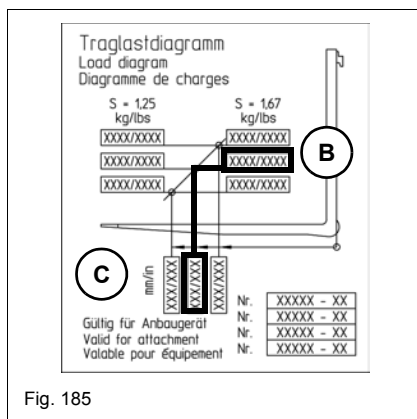 Traglastdiagramm
Load diagram
Diagramme de charges
S = 1,25
kg/lbs
S = 1,67
kg/lbs
XXXX/XXXX
XXXX/XXXX
XXXX/XXXX
XXXX/XXXX
XXXX/XXXX
XXXX/XXXX
B
C
mm/in
XXX/XXX
XXX/XXX
XXX/XXX
Gültig für Anbaugerät
Valid for attachment
Valable pour équipement
Nr. XXXXX - XX
Nr. XXXXX - XX
Nr. XXXXX - XX
Nr. XXXXX - XX
Fig. 185